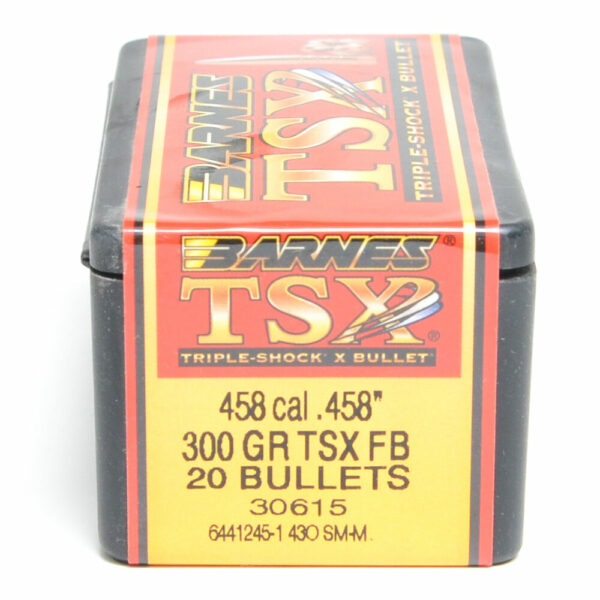 BARNES
TSX
TRIPLE-SHOCK X BULLET
BARNES®
TSX®
TRIPLE-SHOCK X BULLET
458 cal .458"
300 GR TSX FB
20 BULLETS
30615
6441245-1 430 SM-M.